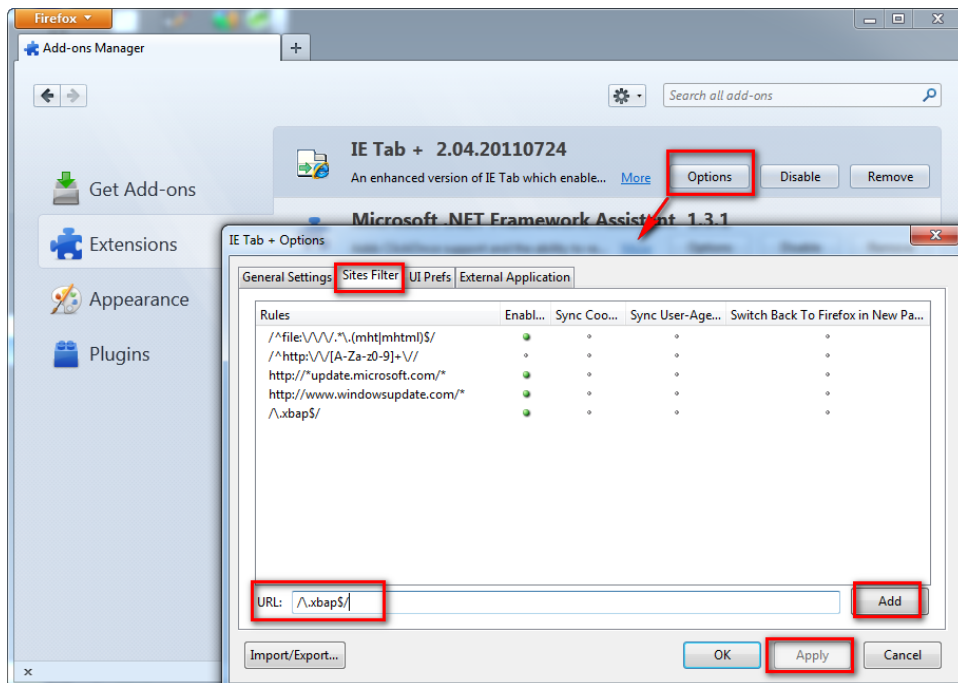 Firefox
Add-ons Manager
+
Search all add-ons
IE Tab + 2.04.20110724
An enhanced version of IE Tab which enable... More
Options
Disable
Remove
Get Add-ons
Microsoft .NET Framework Assistant 1.3.1
Extensions
Appearance
Plugins
IE Tab + Options
General Settings
Sites Filter
UI Prefs
External Application
Rules Enabl... Sync Coo... Sync User-Age... Switch Back To Firefox in New Pa...
/^file:\/\/\/.*\.(mht|mhtml)$/
/^http:\/\/[A-Za-z0-9]+\//
http://*update.microsoft.com/*
http://www.windowsupdate.com/*
/\.xbap$/
URL: /\.xbap$/
Add
Import/Export...
OK
Apply
Cancel
x